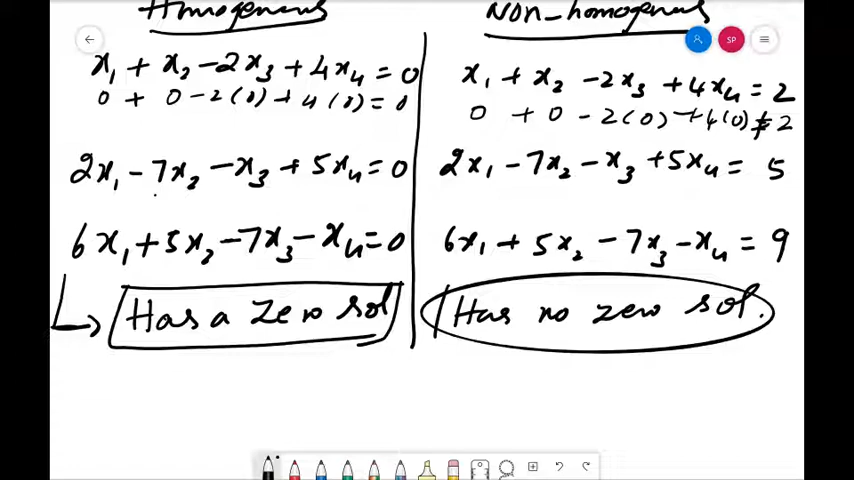 Homogenous
x₁ + x₂ - 2x₃ + 4x₄ = 0
0 + 0 - 2(0) + 4(0) = 0
2x₁ - 7x₂ - x₃ + 5x₄ = 0
6x₁ + 5x₂ - 7x₃ - x₄ = 0
Has a zero sol
Non-homogenous
x₁ + x₂ - 2x₃ + 4x₄ = 2
0 + 0 - 2(0) + 4(0) ≠ 2
2x₁ - 7x₂ - x₃ + 5x₄ = 5
6x₁ + 5x₂ - 7x₃ - x₄ = 9
Has no zero sol.
SP